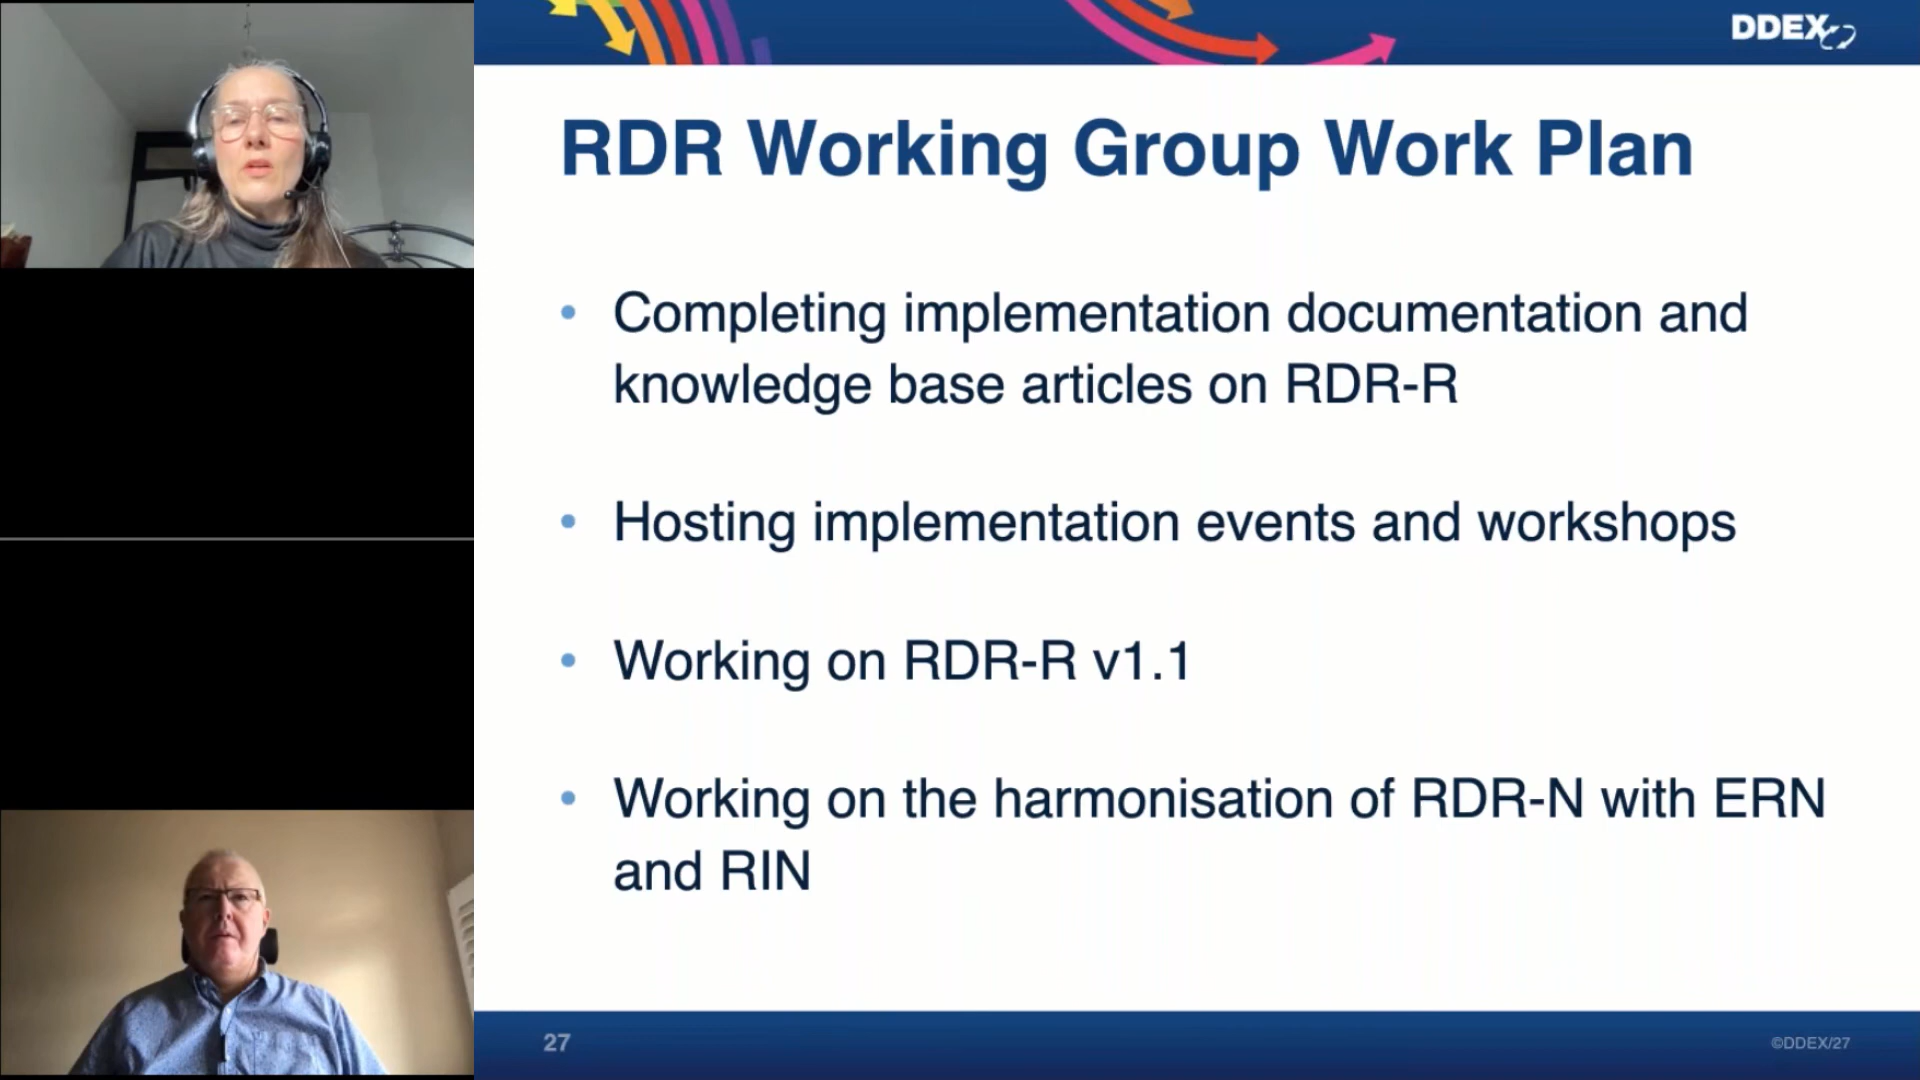 DDEX
RDR Working Group Work Plan
• Completing implementation documentation and
knowledge base articles on RDR-R
• Hosting implementation events and workshops
• Working on RDR-R v1.1
• Working on the harmonisation of RDR-N with ERN
and RIN
27
©DDEX/27